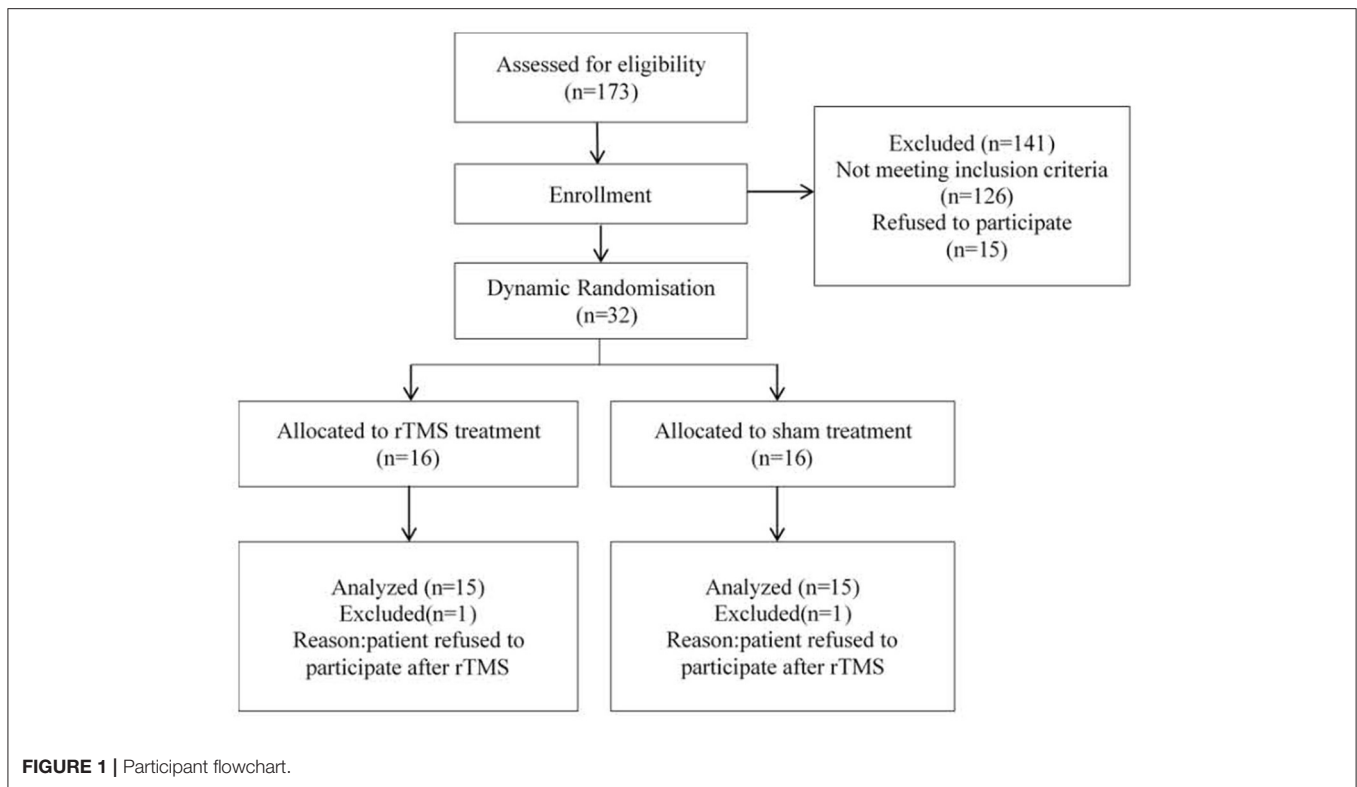 Assessed for eligibility
(n=173)
Excluded (n=141)
Not meeting inclusion criteria
(n=126)
Refused to participate
(n=15)
Enrollment
Dynamic Randomisation
(n=32)
Allocated to rTMS treatment
(n=16)
Allocated to sham treatment
(n=16)
Analyzed (n=15)
Excluded(n=1)
Reason:patient refused to
participate after rTMS
Analyzed (n=15)
Excluded(n=1)
Reason:patient refused to
participate after rTMS
FIGURE 1 | Participant flowchart.